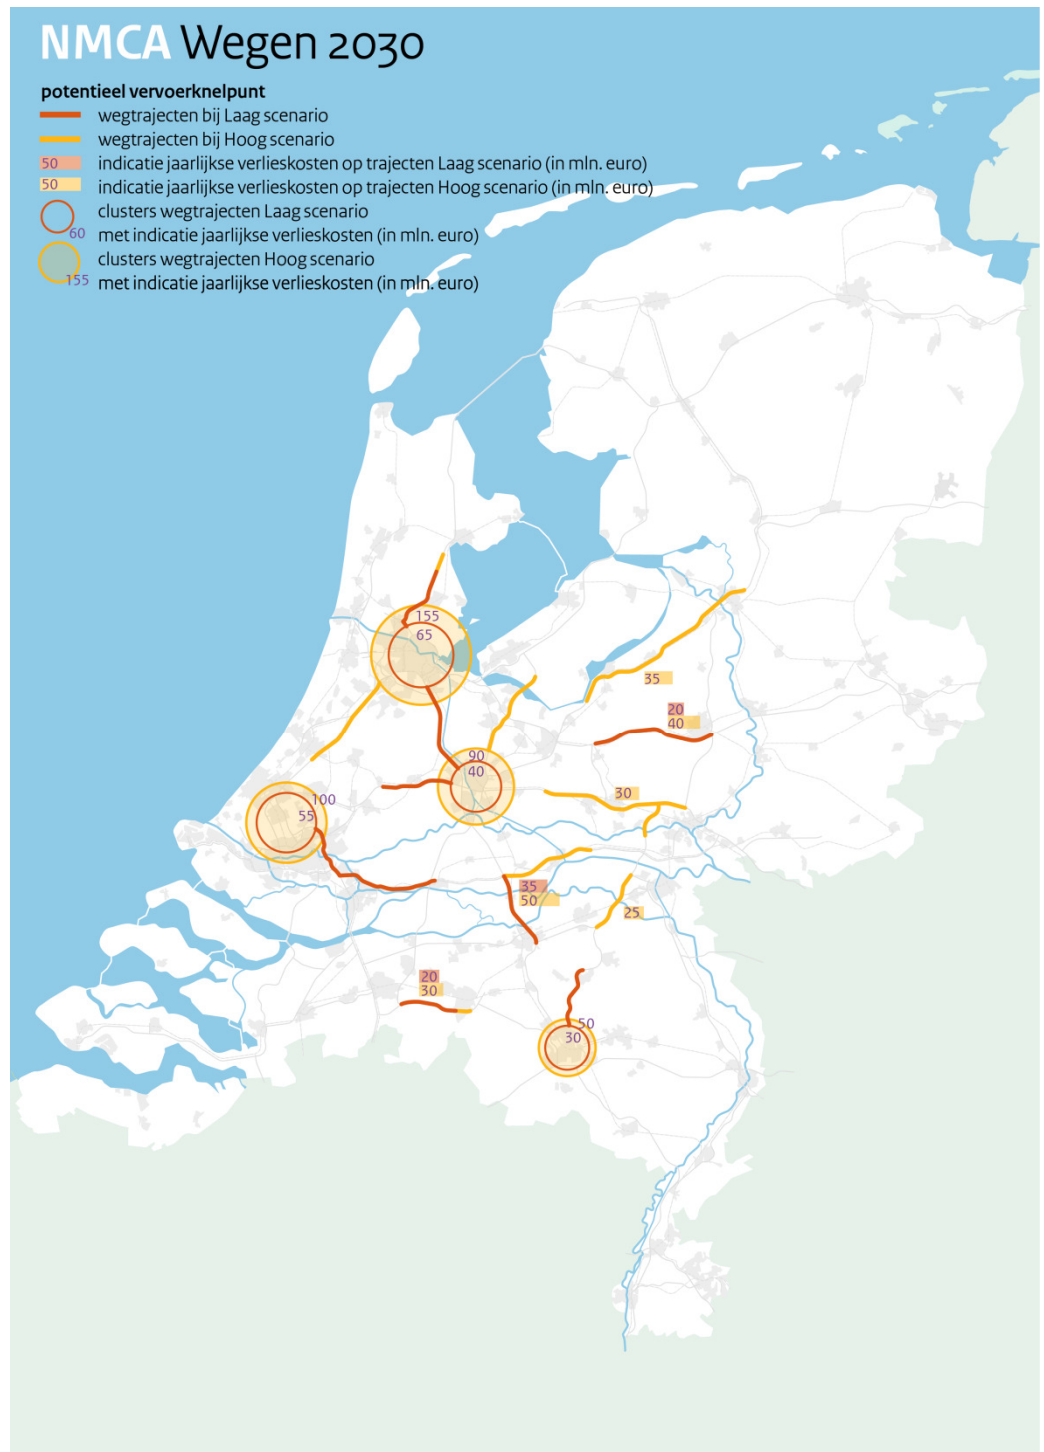 NMCA Wegen 2030
potentieel vervoerknelpunt
wegtrajecten bij Laag scenario
wegtrajecten bij Hoog scenario
50 indicatie jaarlijkse verlieskosten op trajecten Laag scenario (in mln. euro)
50 indicatie jaarlijkse verlieskosten op trajecten Hoog scenario (in mln. euro)
clusters wegtrajecten Laag scenario
60 met indicatie jaarlijkse verlieskosten (in mln. euro)
clusters wegtrajecten Hoog scenario
155 met indicatie jaarlijkse verlieskosten (in mln. euro)
155
65
35
20
40
90
40
30
100
55
35
50
25
20
30
50
30